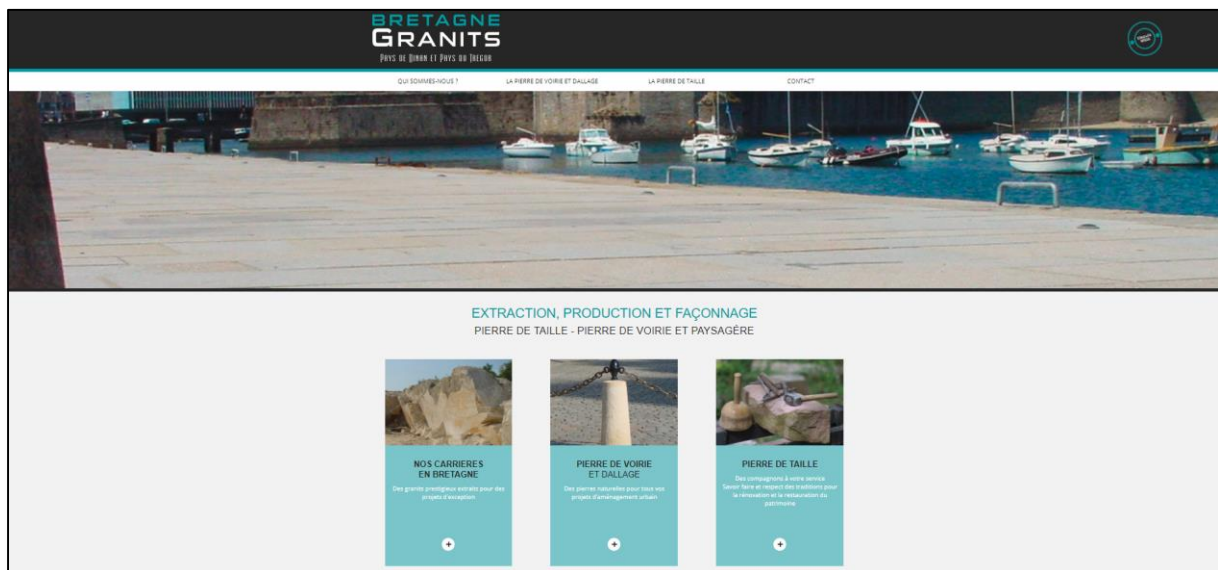 BRETAGNE
GRANITS
PAYS DE DINAN ET PAYS DU TREGOR
QUI SOMMES-NOUS ?
LA PIERRE DE VOIRIE ET DALLAGE
LA PIERRE DE TAILLE
CONTACT
EXTRACTION, PRODUCTION ET FAÇONNAGE
PIERRE DE TAILLE - PIERRE DE VOIRIE ET PAYSAGÈRE
NOS CARRIERES
EN BRETAGNE
Des granits prestigieux extraits pour des
projets d'exception
PIERRE DE VOIRIE
ET DALLAGE
Des pierres naturelles pour tous vos
projets d'aménagement urbain
PIERRE DE TAILLE
Des compagnons à votre service
Savoir faire et respect des traditions pour
la rénovation et la restauration du
patrimoine